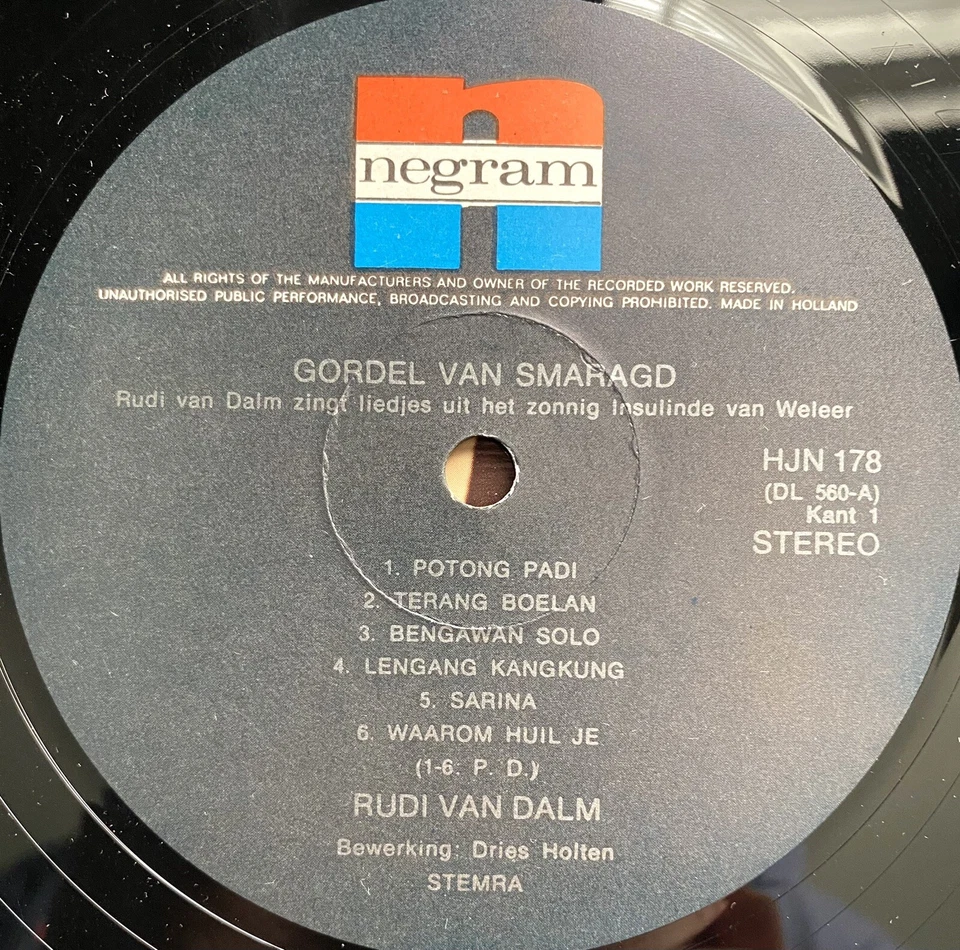 negram
ALL RIGHTS OF THE MANUFACTURERS AND OWNER OF THE RECORDED WORK RESERVED.
UNAUTHORISED PUBLIC PERFORMANCE, BROADCASTING AND COPYING PROHIBITED. MADE IN HOLLAND
GORDEL VAN SMARAGD
Rudi van Dalm zingt liedjes uit het zonnig Insulinde van Weleer
HJN 178
(DL 560-A)
Kant 1
STEREO
1. POTONG PADI
2. TERANG BOELAN
3. BENGAWAN SOLO
4. LENGANG KANGKUNG
5. SARINA
6. WAAROM HUIL JE
(1-6. P. D.)
RUDI VAN DALM
Bewerking: Dries Holten
STEMRA